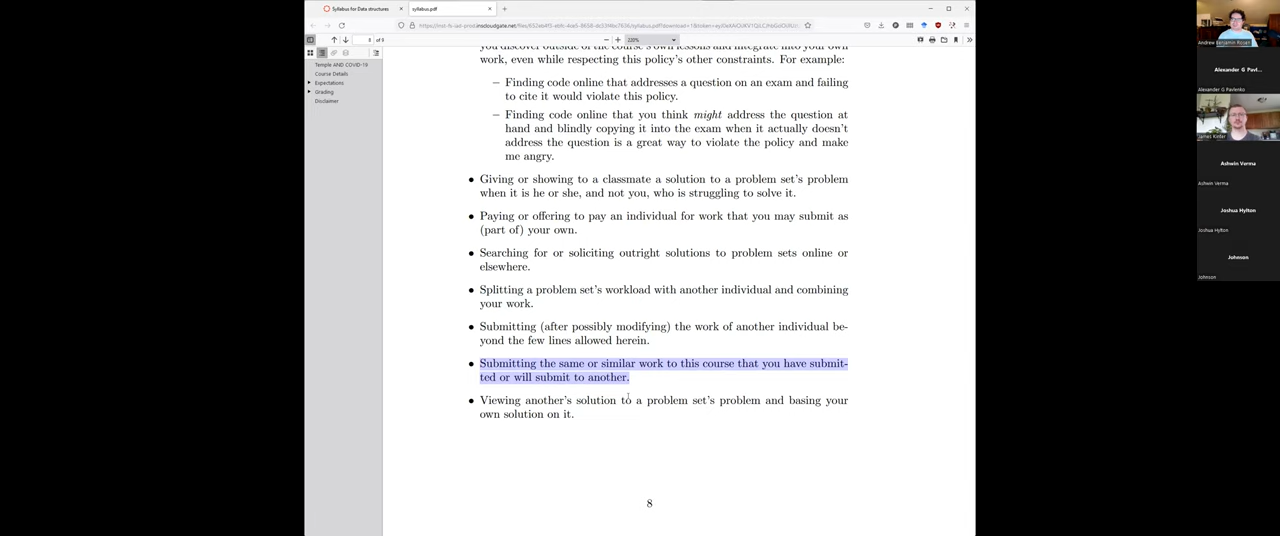 Syllabus for Data structures
syllabus.pdf
8 of 9
220%
Temple AND COVID-19
Course Details
Expectations
Grading
Disclaimer
you discover outside of the course's own lessons and integrate into your own
work, even while respecting this policy's other constraints. For example:
– Finding code online that addresses a question on an exam and failing
to cite it would violate this policy.
– Finding code online that you think might address the question at
hand and blindly copying it into the exam when it actually doesn't
address the question is a great way to violate the policy and make
me angry.
• Giving or showing to a classmate a solution to a problem set's problem
when it is he or she, and not you, who is struggling to solve it.
• Paying or offering to pay an individual for work that you may submit as
(part of) your own.
• Searching for or soliciting outright solutions to problem sets online or
elsewhere.
• Splitting a problem set's workload with another individual and combining
your work.
• Submitting (after possibly modifying) the work of another individual be-
yond the few lines allowed herein.
• Submitting the same or similar work to this course that you have submit-
ted or will submit to another.
• Viewing another's solution to a problem set's problem and basing your
own solution on it.
8
Andrew Benjamin Rosen
Alexander G Pavl...
Alexander G Pavlenko
James Kinfer
Ashwin Verma
Ashwin Verma
Joshua Hylton
Joshua Hylton
Johnson
Johnson